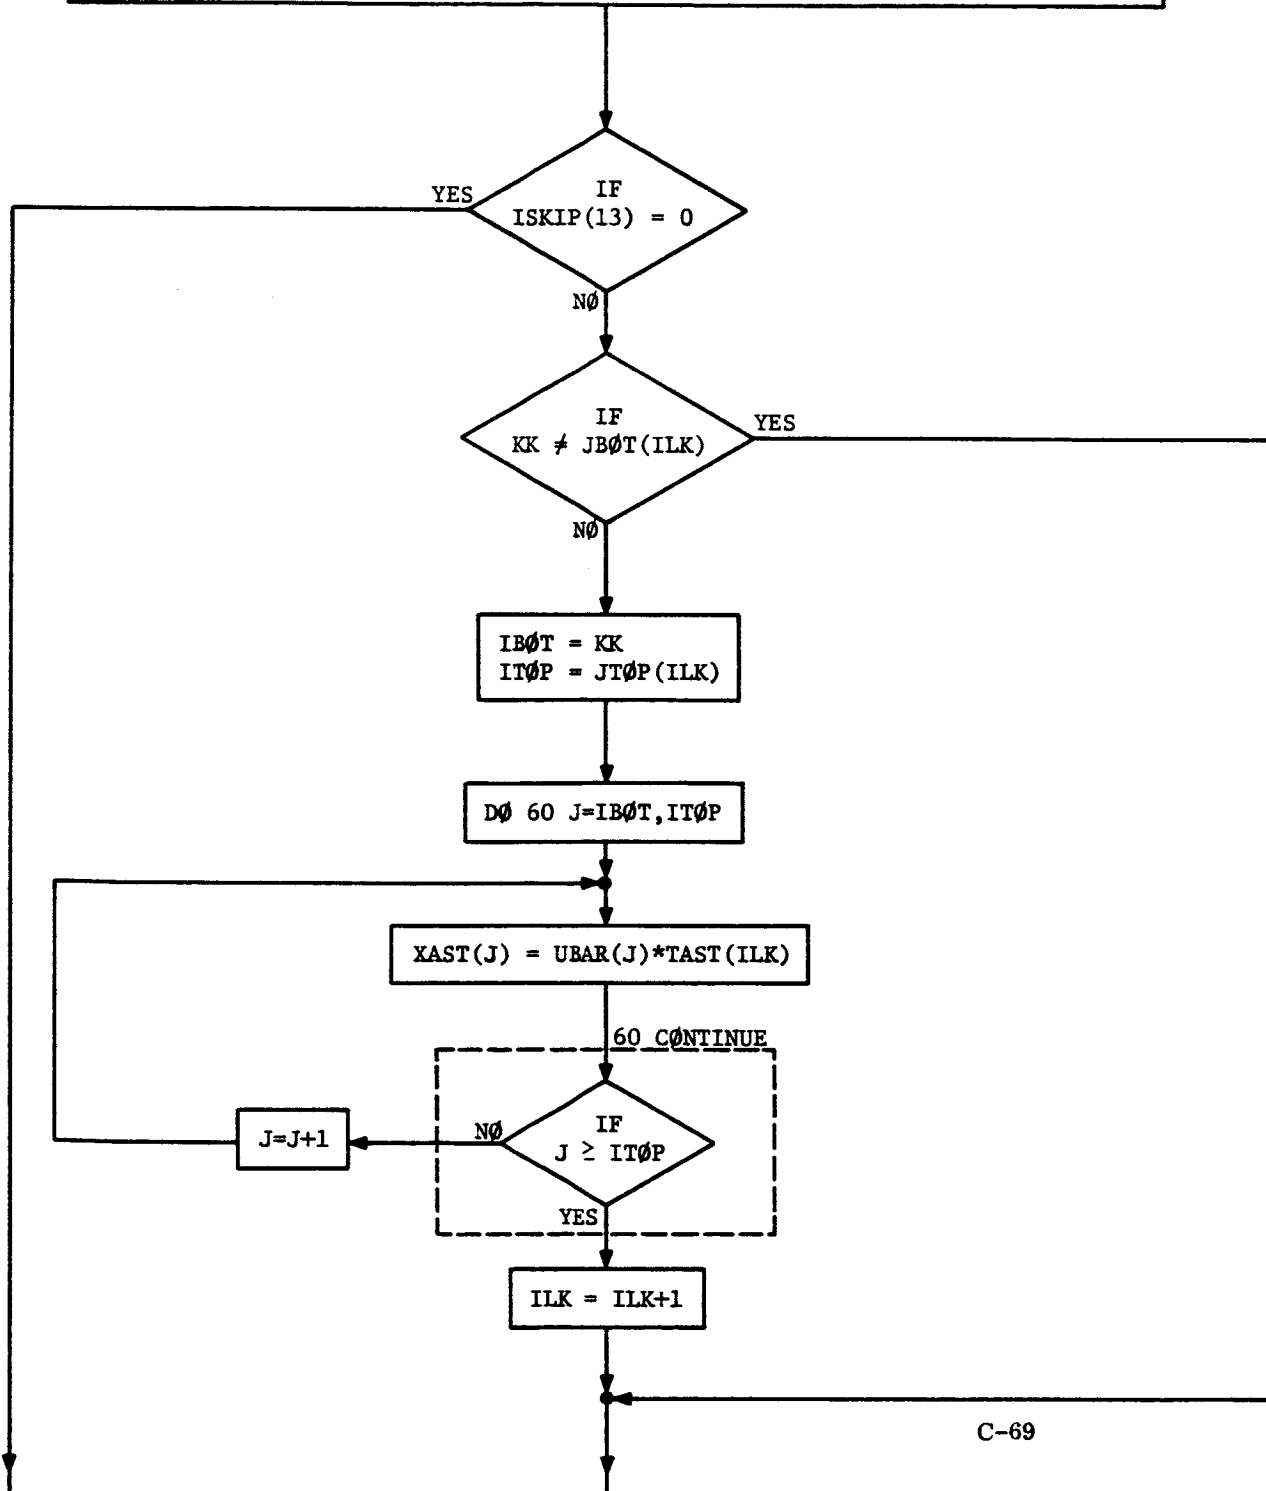 IF
YES
ISKIP(13) = 0
NØ
IF
YES
KK ≠ JBØT(ILK)
NØ
IBØT = KK
ITØP = JTØP(ILK)
DØ 60 J=IBØT,ITØP
XAST(J) = UBAR(J)*TAST(ILK)
60 CØNTINUE
IF
NØ
J=J+1
J ≥ ITØP
YES
ILK = ILK+1
C-69